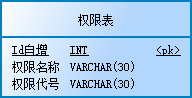 权限表
Id自增 INT <pk>
权限名称 VARCHAR(30)
权限代号 VARCHAR(30)